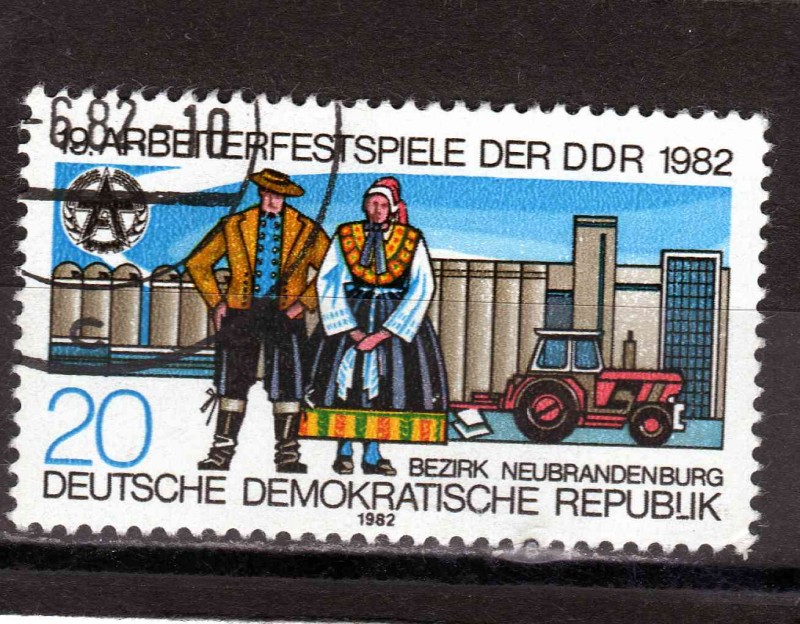 -6.82-10
19. ARBEITERFESTSPIELE DER DDR 1982
20
BEZIRK NEUBRANDENBURG
DEUTSCHE DEMOKRATISCHE REPUBLIK
1982
c